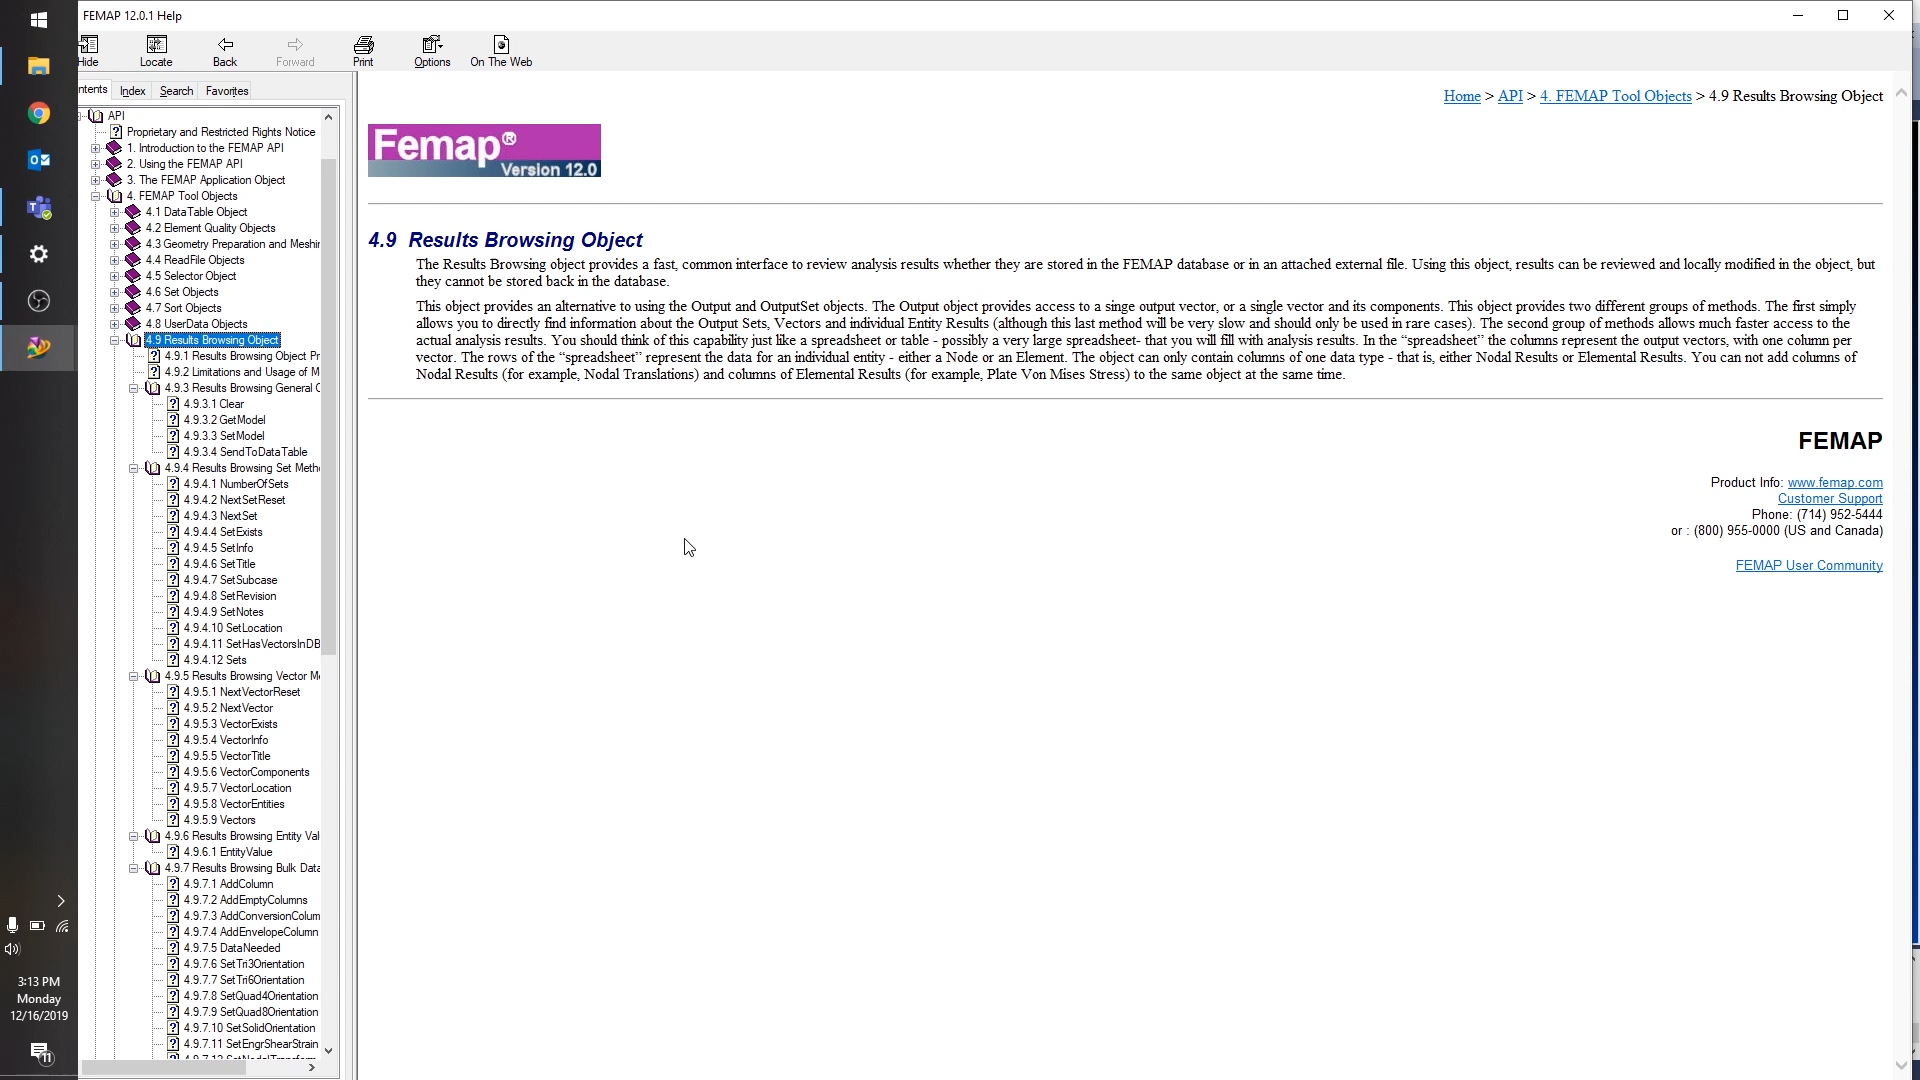 FEMAP 12.0.1 Help
Hide
Locate
Back
Forward
Print
Options
On The Web
ntents
Index
Search
Favorites
API
Proprietary and Restricted Rights Notice
1. Introduction to the FEMAP API
2. Using the FEMAP API
3. The FEMAP Application Object
4. FEMAP Tool Objects
4.1 DataTable Object
4.2 Element Quality Objects
4.3 Geometry Preparation and Meshin
4.4 ReadFile Objects
4.5 Selector Object
4.6 Set Objects
4.7 Sort Objects
4.8 UserData Objects
4.9 Results Browsing Object
4.9.1 Results Browsing Object Pr
4.9.2 Limitations and Usage of M
4.9.3 Results Browsing General
4.9.3.1 Clear
4.9.3.2 GetModel
4.9.3.3 SetModel
4.9.3.4 SendToDataTable
4.9.4 Results Browsing Set Meth
4.9.4.1 NumberOfSets
4.9.4.2 NextSetReset
4.9.4.3 NextSet
4.9.4.4 SetExists
4.9.4.5 SetInfo
4.9.4.6 SetTitle
4.9.4.7 SetSubcase
4.9.4.8 SetRevision
4.9.4.9 SetNotes
4.9.4.10 SetLocation
4.9.4.11 SetHasVectorsInDB
4.9.4.12 Sets
4.9.5 Results Browsing Vector M
4.9.5.1 NextVectorReset
4.9.5.2 NextVector
4.9.5.3 VectorExists
4.9.5.4 VectorInfo
4.9.5.5 VectorTitle
4.9.5.6 VectorComponents
4.9.5.7 VectorLocation
4.9.5.8 VectorEntities
4.9.5.9 Vectors
4.9.6 Results Browsing Entity Val
4.9.6.1 EntityValue
4.9.7 Results Browsing Bulk Data
4.9.7.1 AddColumn
4.9.7.2 AddEmptyColumns
4.9.7.3 AddConversionColum
4.9.7.4 AddEnvelopeColumn
4.9.7.5 DataNeeded
4.9.7.6 SetTri3Orientation
4.9.7.7 SetTri6Orientation
4.9.7.8 SetQuad4Orientation
4.9.7.9 SetQuad8Orientation
4.9.7.10 SetSolidOrientation
4.9.7.11 SetEngrShearStrain
Home > API > 4. FEMAP Tool Objects > 4.9 Results Browsing Object
Femap®
Version 12.0
4.9 Results Browsing Object
The Results Browsing object provides a fast, common interface to review analysis results whether they are stored in the FEMAP database or in an attached external file. Using this object, results can be reviewed and locally modified in the object, but
they cannot be stored back in the database.
This object provides an alternative to using the Output and OutputSet objects. The Output object provides access to a singe output vector, or a single vector and its components. This object provides two different groups of methods. The first simply
allows you to directly find information about the Output Sets, Vectors and individual Entity Results (although this last method will be very slow and should only be used in rare cases). The second group of methods allows much faster access to the
actual analysis results. You should think of this capability just like a spreadsheet or table - possibly a very large spreadsheet- that you will fill with analysis results. In the “spreadsheet” the columns represent the output vectors, with one column per
vector. The rows of the “spreadsheet” represent the data for an individual entity - either a Node or an Element. The object can only contain columns of one data type - that is, either Nodal Results or Elemental Results. You can not add columns of
Nodal Results (for example, Nodal Translations) and columns of Elemental Results (for example, Plate Von Mises Stress) to the same object at the same time.
FEMAP
Product Info: www.femap.com
Customer Support
Phone: (714) 952-5444
or : (800) 955-0000 (US and Canada)
FEMAP User Community
3:13 PM
Monday
12/16/2019
11